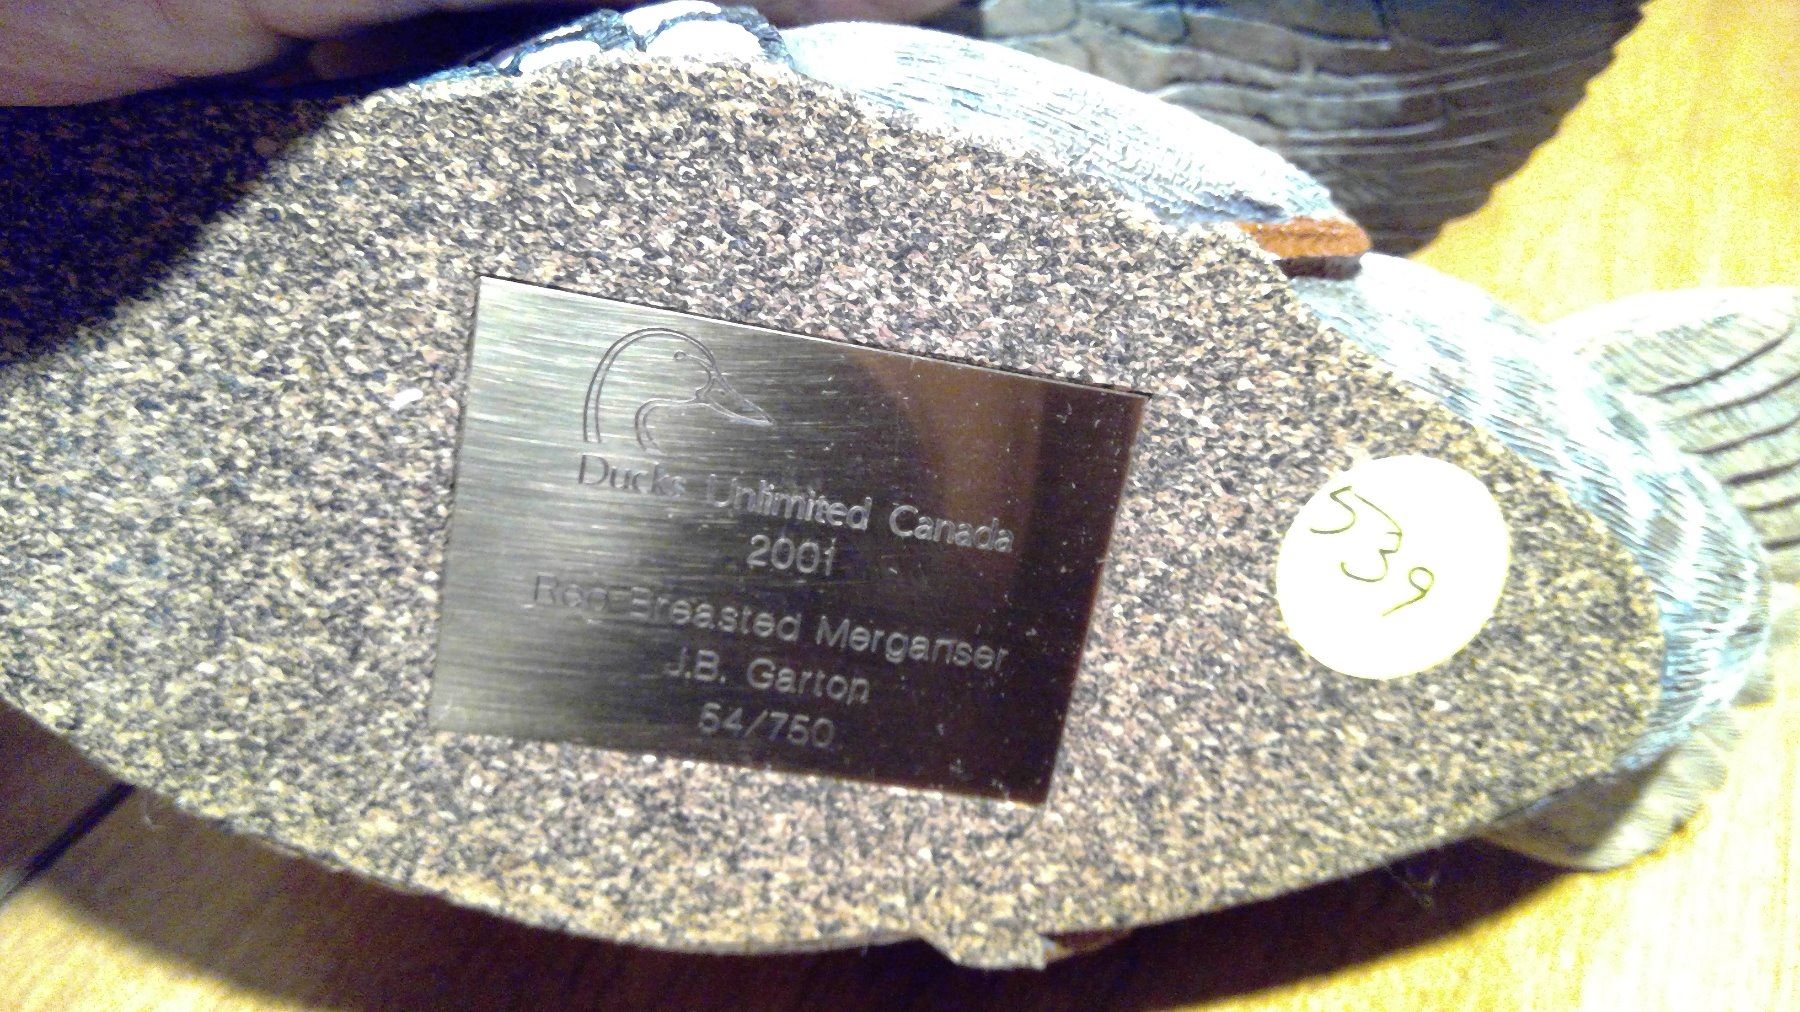 Ducks Unlimited Canada
2001
Red Breasted Merganser
J.B. Garton
54/750
539